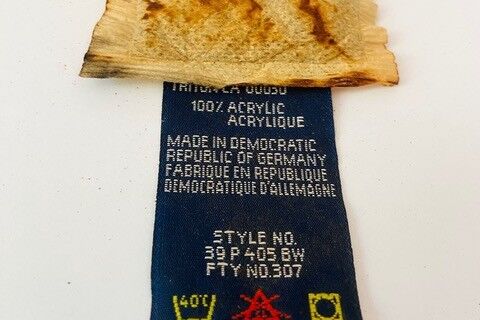 100% ACRYLIC
ACRYLIQUE
MADE IN DEMOCRATIC
REPUBLIC OF GERMANY
FABRIQUE EN REPUBLIQUE
DEMOCRATIQUE D'ALLEMAGNE
STYLE NO.
39 P 405 BW
FTY NO.307
40C